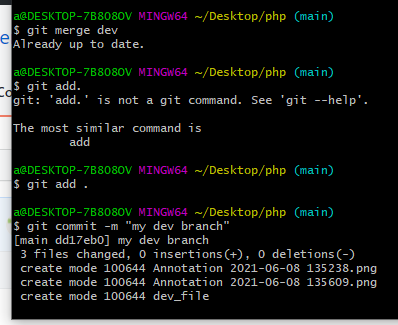 a@DESKTOP-7B808OV MINGW64 ~/Desktop/php (main)
$ git merge dev
Already up to date.
a@DESKTOP-7B808OV MINGW64 ~/Desktop/php (main)
$ git add.
git: 'add.' is not a git command. See 'git --help'.
The most similar command is
add
a@DESKTOP-7B808OV MINGW64 ~/Desktop/php (main)
$ git add .
a@DESKTOP-7B808OV MINGW64 ~/Desktop/php (main)
$ git commit -m "my dev branch"
[main dd17eb0] my dev branch
3 files changed, 0 insertions(+), 0 deletions(-)
create mode 100644 Annotation 2021-06-08 135238.png
create mode 100644 Annotation 2021-06-08 135609.png
create mode 100644 dev_file